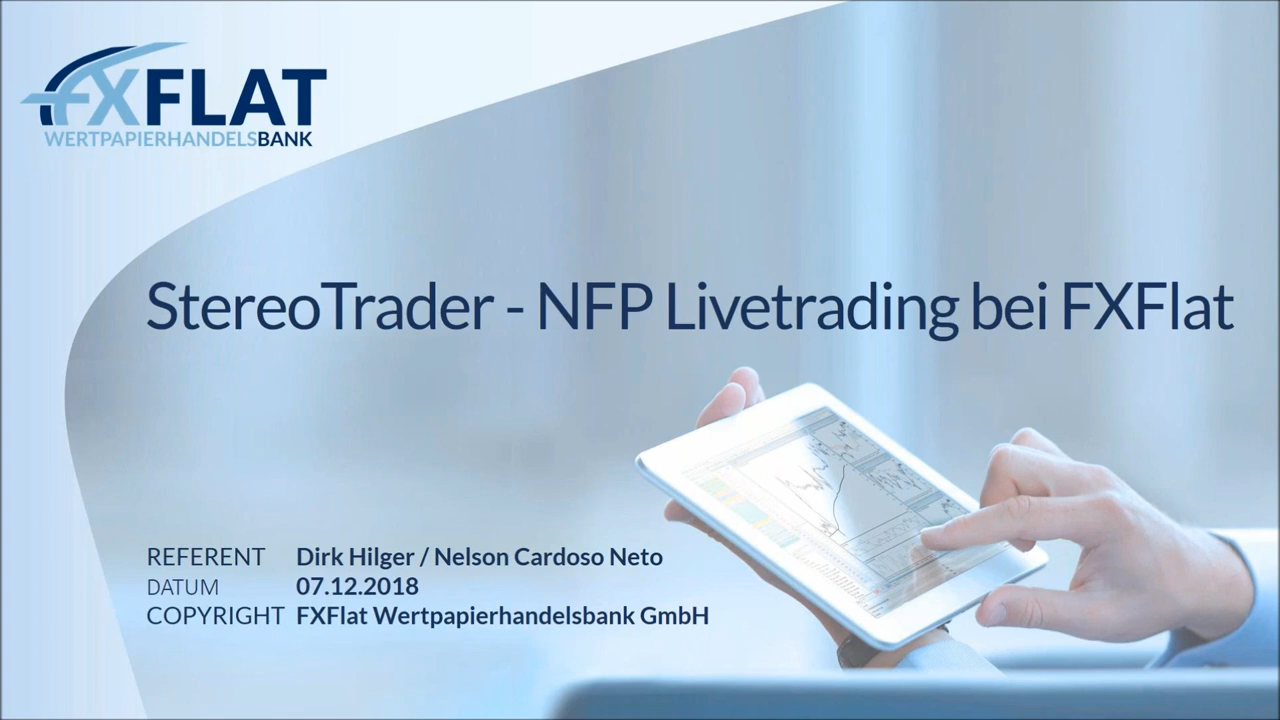 FXFLAT
WERTPAPIERHANDELSBANK
StereoTrader - NFP Livetrading bei FXFlat
REFERENT Dirk Hilger / Nelson Cardoso Neto
DATUM 07.12.2018
COPYRIGHT FXFlat Wertpapierhandelsbank GmbH